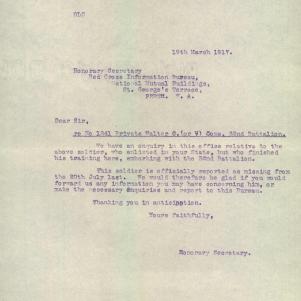 19th March 1917.
Honorary Secretary
Red Cross Information Bureau,
National Mutual Buildings,
St. George's Terrace,
PERTH. W. A.
Dear Sir,
re No 1241 Private Walter C.(or V) Sons, 32nd Battalion.
We have an enquiry in this office relative to the
above soldier, who enlisted in your State, but who finished
his training here, embarking with the 32nd Battalion.
This soldier is officially reported as missing from
the 20th July last. We would therefore be glad if you would
forward us any information you may have concerning him, or
make the necessary enquiries and report to this Bureau.
Thanking you in anticipation.
Yours faithfully,
Honorary Secretary.